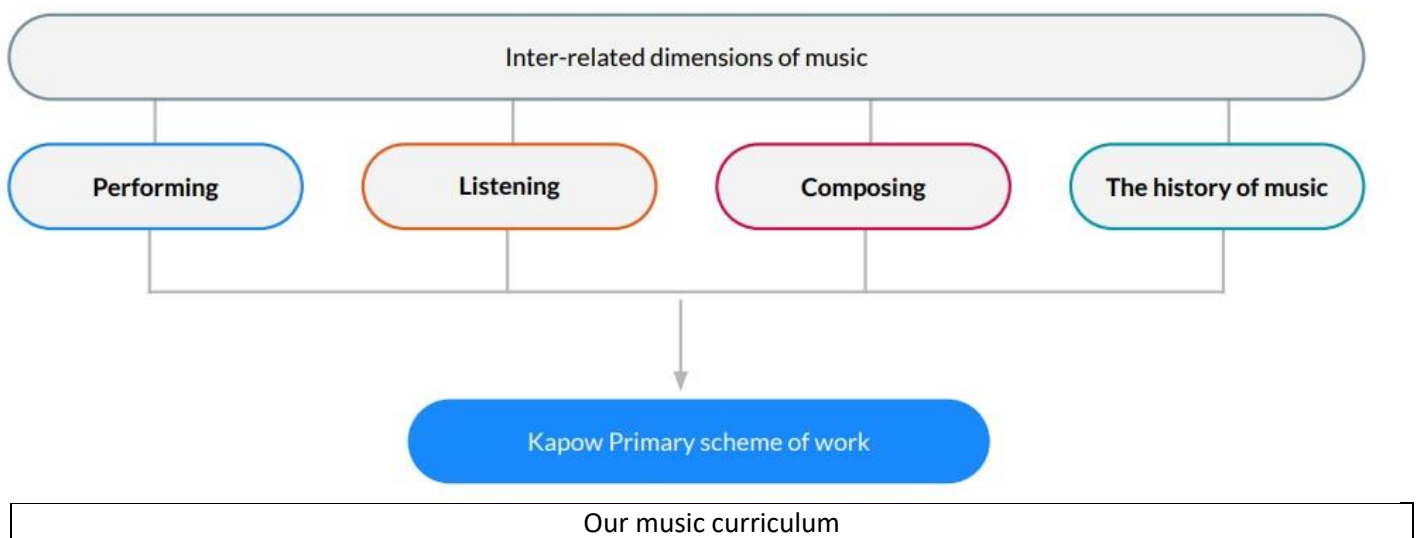 Inter-related dimensions of music
Performing
Listening
Composing
The history of music
Kapow Primary scheme of work
Our music curriculum